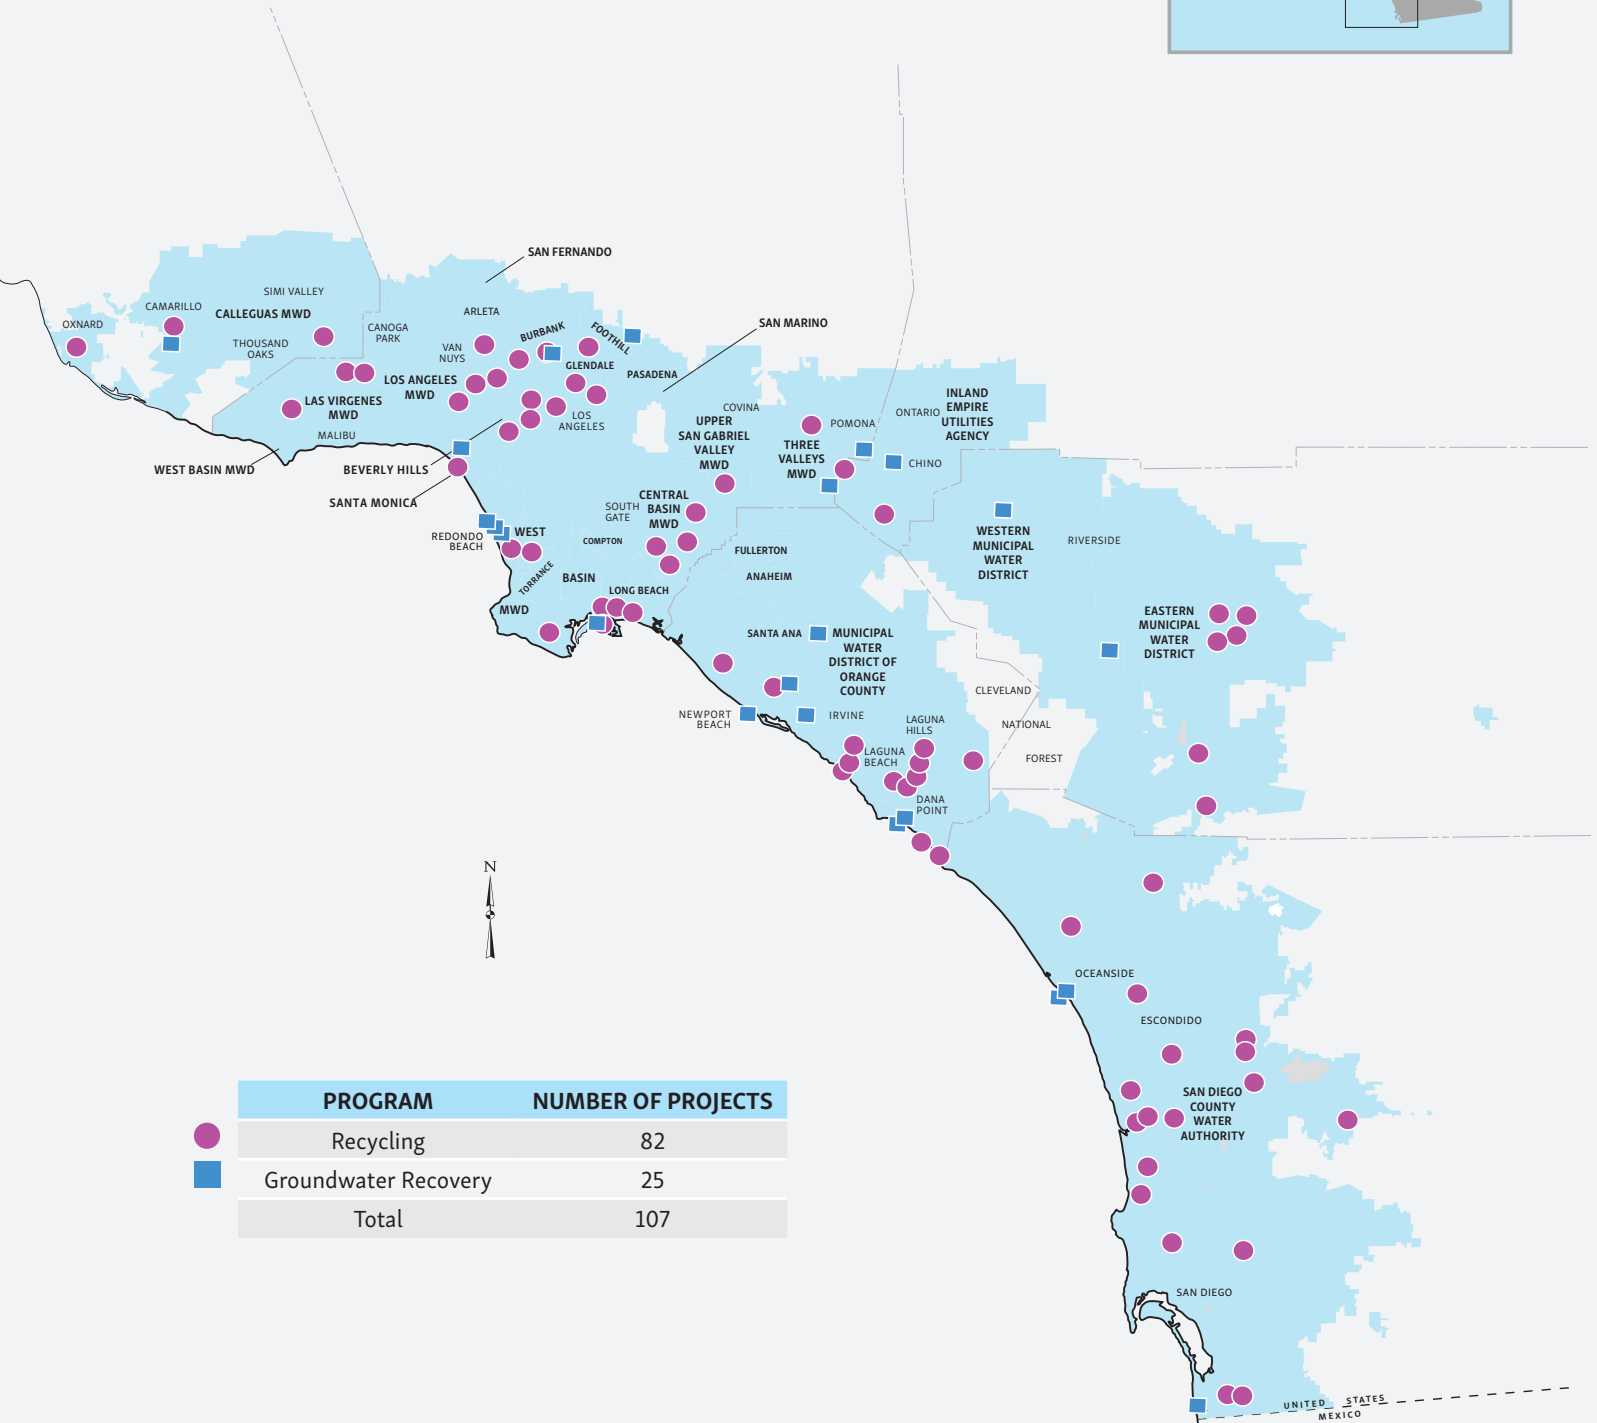 SAN FERNANDO
SIMI VALLEY
CAMARILLO
CALLEGUAS MWD
ARLETA
OXNARD
CANOGA
PARK
BURBANK
FOOTHILL
SAN MARINO
THOUSAND
OAKS
VAN
NUYS
GLENDALE
PASADENA
LOS ANGELES
MWD
LAS VIRGENES
MWD
LOS
ANGELES
COVINA
UPPER
SAN GABRIEL
VALLEY
MWD
POMONA
ONTARIO
INLAND
EMPIRE
UTILITIES
AGENCY
THREE
VALLEYS
MWD
CHINO
MALIBU
WEST BASIN MWD
BEVERLY HILLS
SANTA MONICA
CENTRAL
BASIN
MWD
SOUTH
GATE
REDONDO
BEACH
WEST
COMPTON
FULLERTON
ANAHEIM
WESTERN
MUNICIPAL
WATER
DISTRICT
RIVERSIDE
TORRANCE
BASIN
LONG BEACH
MWD
EASTERN
MUNICIPAL
WATER
DISTRICT
SANTA ANA
MUNICIPAL
WATER
DISTRICT OF
ORANGE
COUNTY
CLEVELAND
NATIONAL
FOREST
NEWPORT
BEACH
IRVINE
LAGUNA
HILLS
LAGUNA
BEACH
DANA
POINT
N
OCEANSIDE
ESCONDIDO
SAN DIEGO
COUNTY
WATER
AUTHORITY
PROGRAM NUMBER OF PROJECTS
Recycling 82
Groundwater Recovery 25
Total 107
SAN DIEGO
UNITED STATES
MEXICO